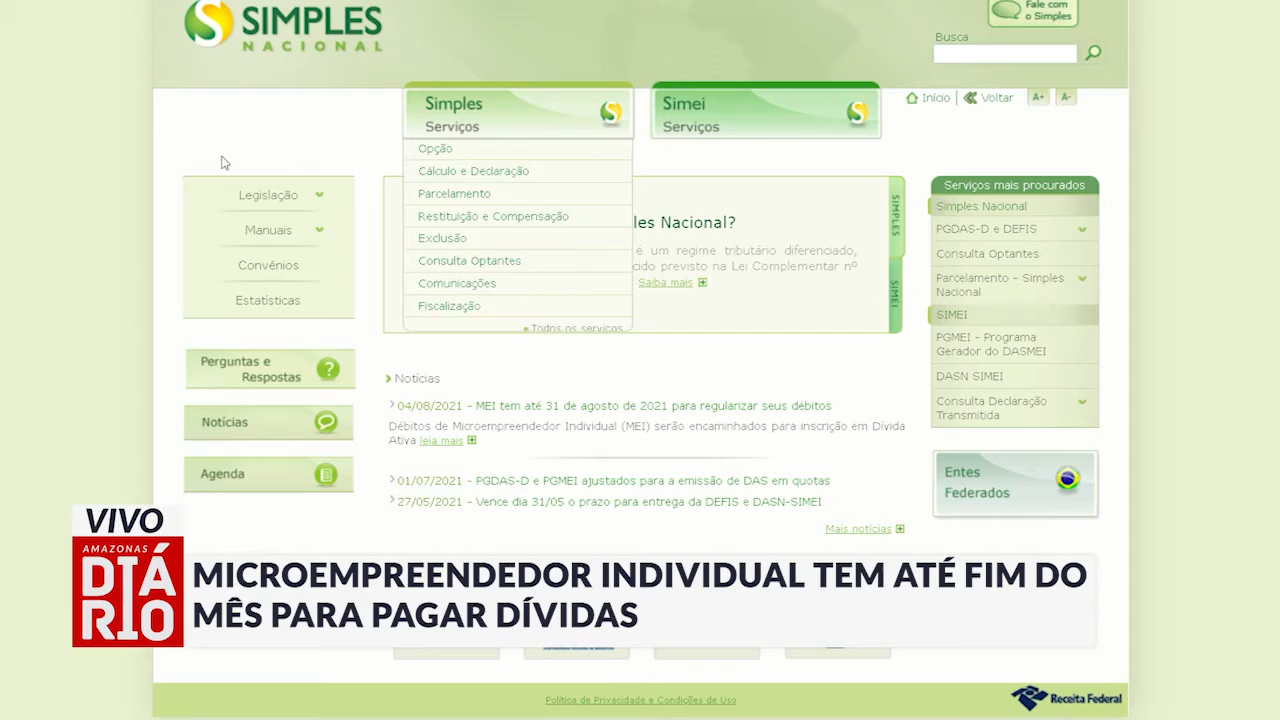 SIMPLES
NACIONAL
Fale com
o Simples
Busca
Simples
Serviços
Simei
Serviços
Início
Voltar
A+
A-
Opção
Cálculo e Declaração
Parcelamento
Restituição e Compensação
Exclusão
Consulta Optantes
Comunicações
Fiscalização
Todos os serviços
Legislação
Manuais
Convênios
Estatísticas
Perguntas e
Respostas
Notícias
Agenda
les Nacional?
é um regime tributário diferenciado,
cido previsto na Lei Complementar nº
Saiba mais
SIMPLES
SIMEI
Notícias
04/08/2021 - MEI tem até 31 de agosto de 2021 para regularizar seus débitos
Débitos de Microempreendedor Individual (MEI) serão encaminhados para inscrição em Dívida
Ativa leia mais
01/07/2021 - PGDAS-D e PGMEI ajustados para a emissão de DAS em quotas
27/05/2021 - Vence dia 31/05 o prazo para entrega da DEFIS e DASN-SIMEI
Mais notícias
Serviços mais procurados
Simples Nacional
PGDAS-D e DEFIS
Consulta Optantes
Parcelamento - Simples
Nacional
SIMEI
PGMEI - Programa
Gerador do DASMEI
DASN SIMEI
Consulta Declaração
Transmitida
Entes
Federados
VIVO
AMAZONAS
DIÁ
RIO
MICROEMPREENDEDOR INDIVIDUAL TEM ATÉ FIM DO
MÊS PARA PAGAR DÍVIDAS
Política de Privacidade e Condições de Uso
Receita Federal